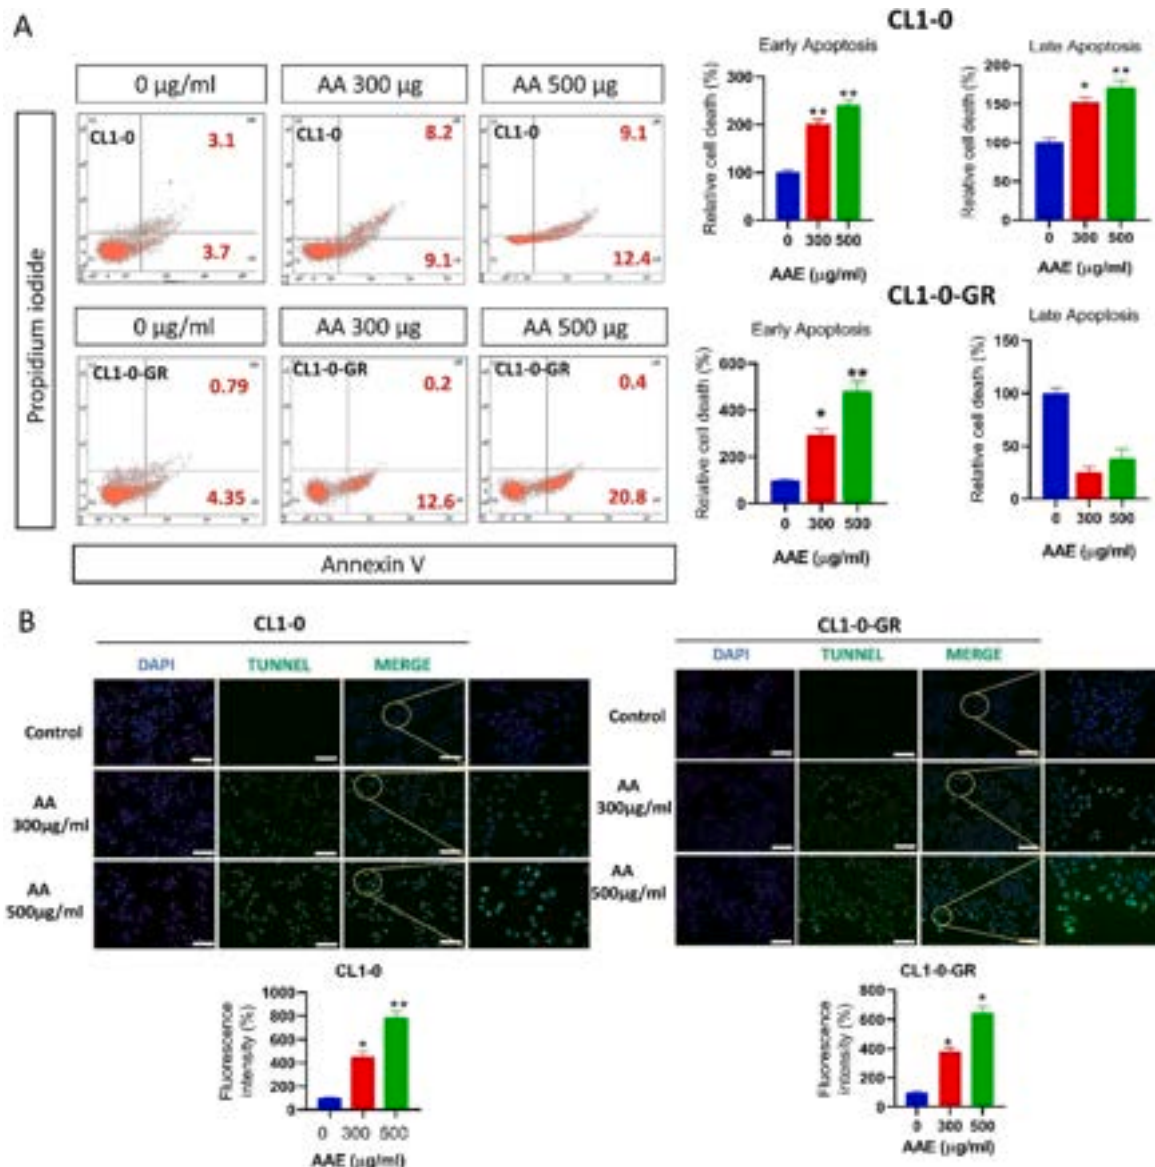 A
CL1-0
0 µg/ml
AA 300 µg
AA 500 µg
CL1-0
3.1
3.7
CL1-0
8.2
9.1
CL1-0
9.1
12.4
0 µg/ml
AA 300 µg
AA 500 µg
CL1-0-GR
0.79
4.35
CL1-0-GR
0.2
12.6
CL1-0-GR
0.4
20.8
Propidium iodide
Annexin V
Early Apoptosis
Relative cell death (%)
300
200
100
0
**
**
0 300 500
AAE (µg/ml)
Late Apoptosis
Relative cell death (%)
200
150
100
50
0
*
**
0 300 500
AAE (µg/ml)
CL1-0-GR
Early Apoptosis
Relative cell death (%)
600
400
200
0
*
**
0 300 500
AAE (µg/ml)
Late Apoptosis
Relative cell death (%)
150
100
50
0
0 300 500
AAE (µg/ml)
B
CL1-0
DAPI TUNNEL MERGE
Control
AA
300µg/ml
AA
500µg/ml
CL1-0-GR
DAPI TUNNEL MERGE
Control
AA
300µg/ml
AA
500µg/ml
CL1-0
Fluorescence
intensity (%)
1000
800
600
400
200
0
*
**
0 300 500
AAE (µg/ml)
CL1-0-GR
Fluorescence
intensity (%)
800
600
400
200
0
*
*
0 300 500
AAE (µg/ml)